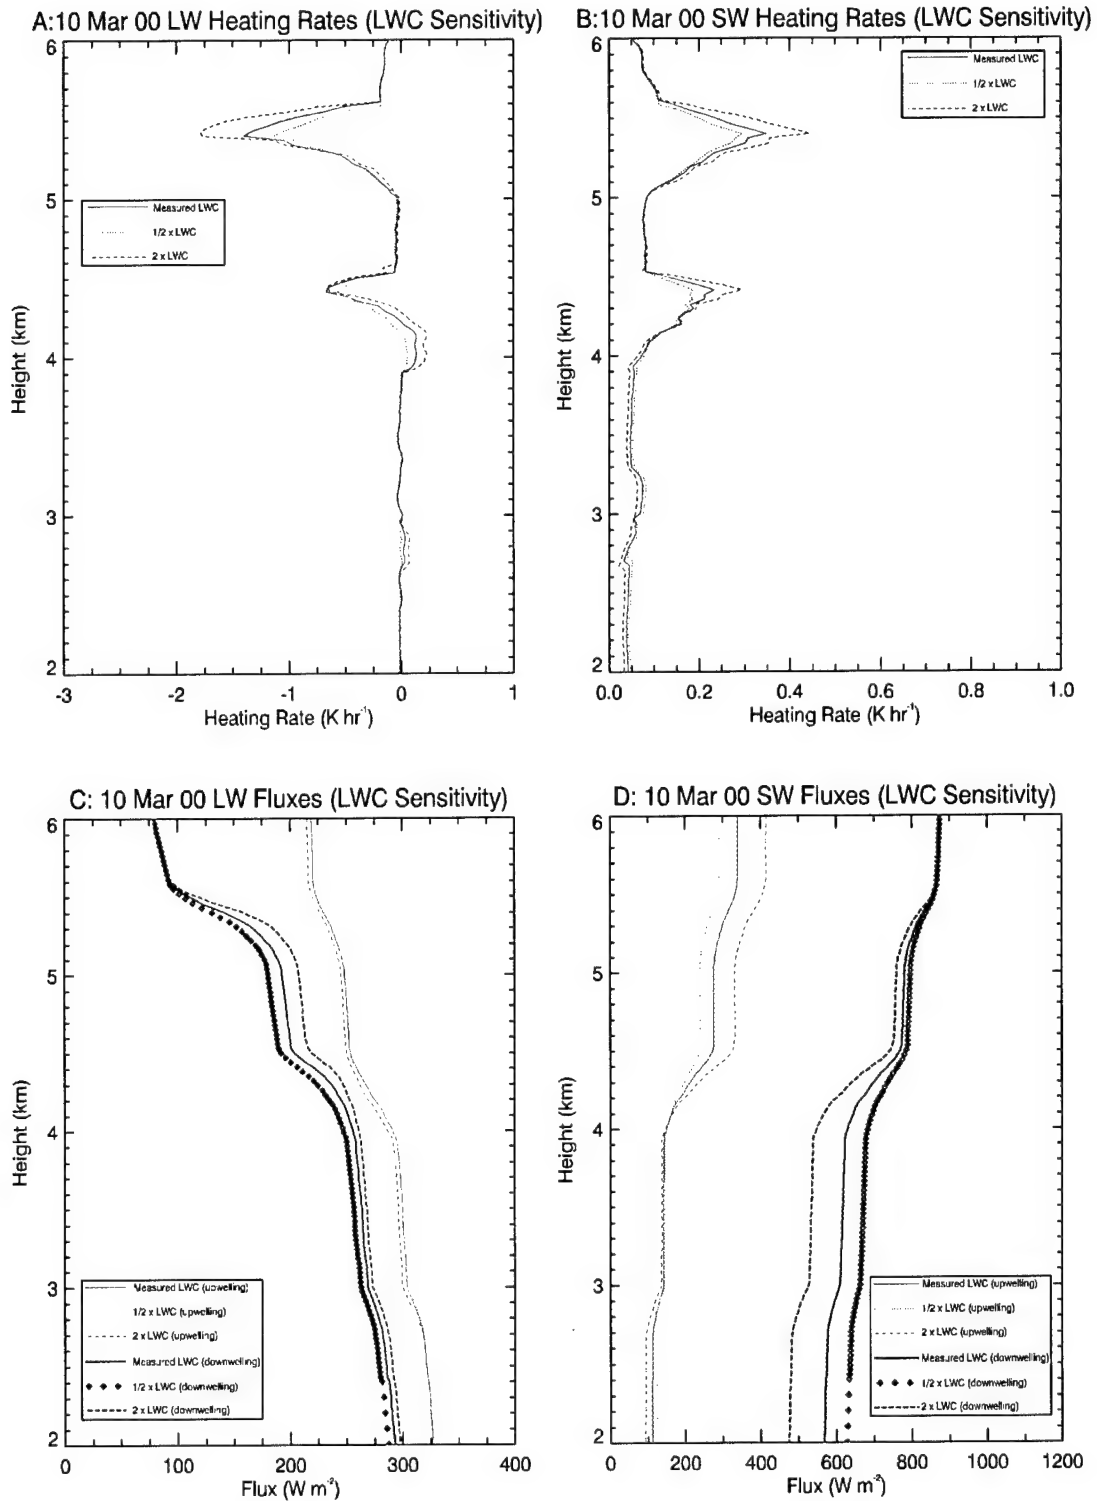 A:10 Mar 00 LW Heating Rates (LWC Sensitivity)
6
5
4
3
2
Height (km)
Measured LWC
1/2 x LWC
2 x LWC
-3
-2
-1
0
1
Heating Rate (K hr⁻¹)
B:10 Mar 00 SW Heating Rates (LWC Sensitivity)
6
5
4
3
2
Height (km)
Measured LWC
1/2 x LWC
2 x LWC
0.0
0.2
0.4
0.6
0.8
1.0
Heating Rate (K hr⁻¹)
C: 10 Mar 00 LW Fluxes (LWC Sensitivity)
6
5
4
3
2
Height (km)
Measured LWC (upwelling)
1/2 x LWC (upwelling)
2 x LWC (upwelling)
Measured LWC (downwelling)
1/2 x LWC (downwelling)
2 x LWC (downwelling)
0
100
200
300
400
Flux (W m⁻²)
D: 10 Mar 00 SW Fluxes (LWC Sensitivity)
6
5
4
3
2
Height (km)
Measured LWC (upwelling)
1/2 x LWC (upwelling)
2 x LWC (upwelling)
Measured LWC (downwelling)
1/2 x LWC (downwelling)
2 x LWC (downwelling)
0
200
400
600
800
1000
1200
Flux (W m⁻²)